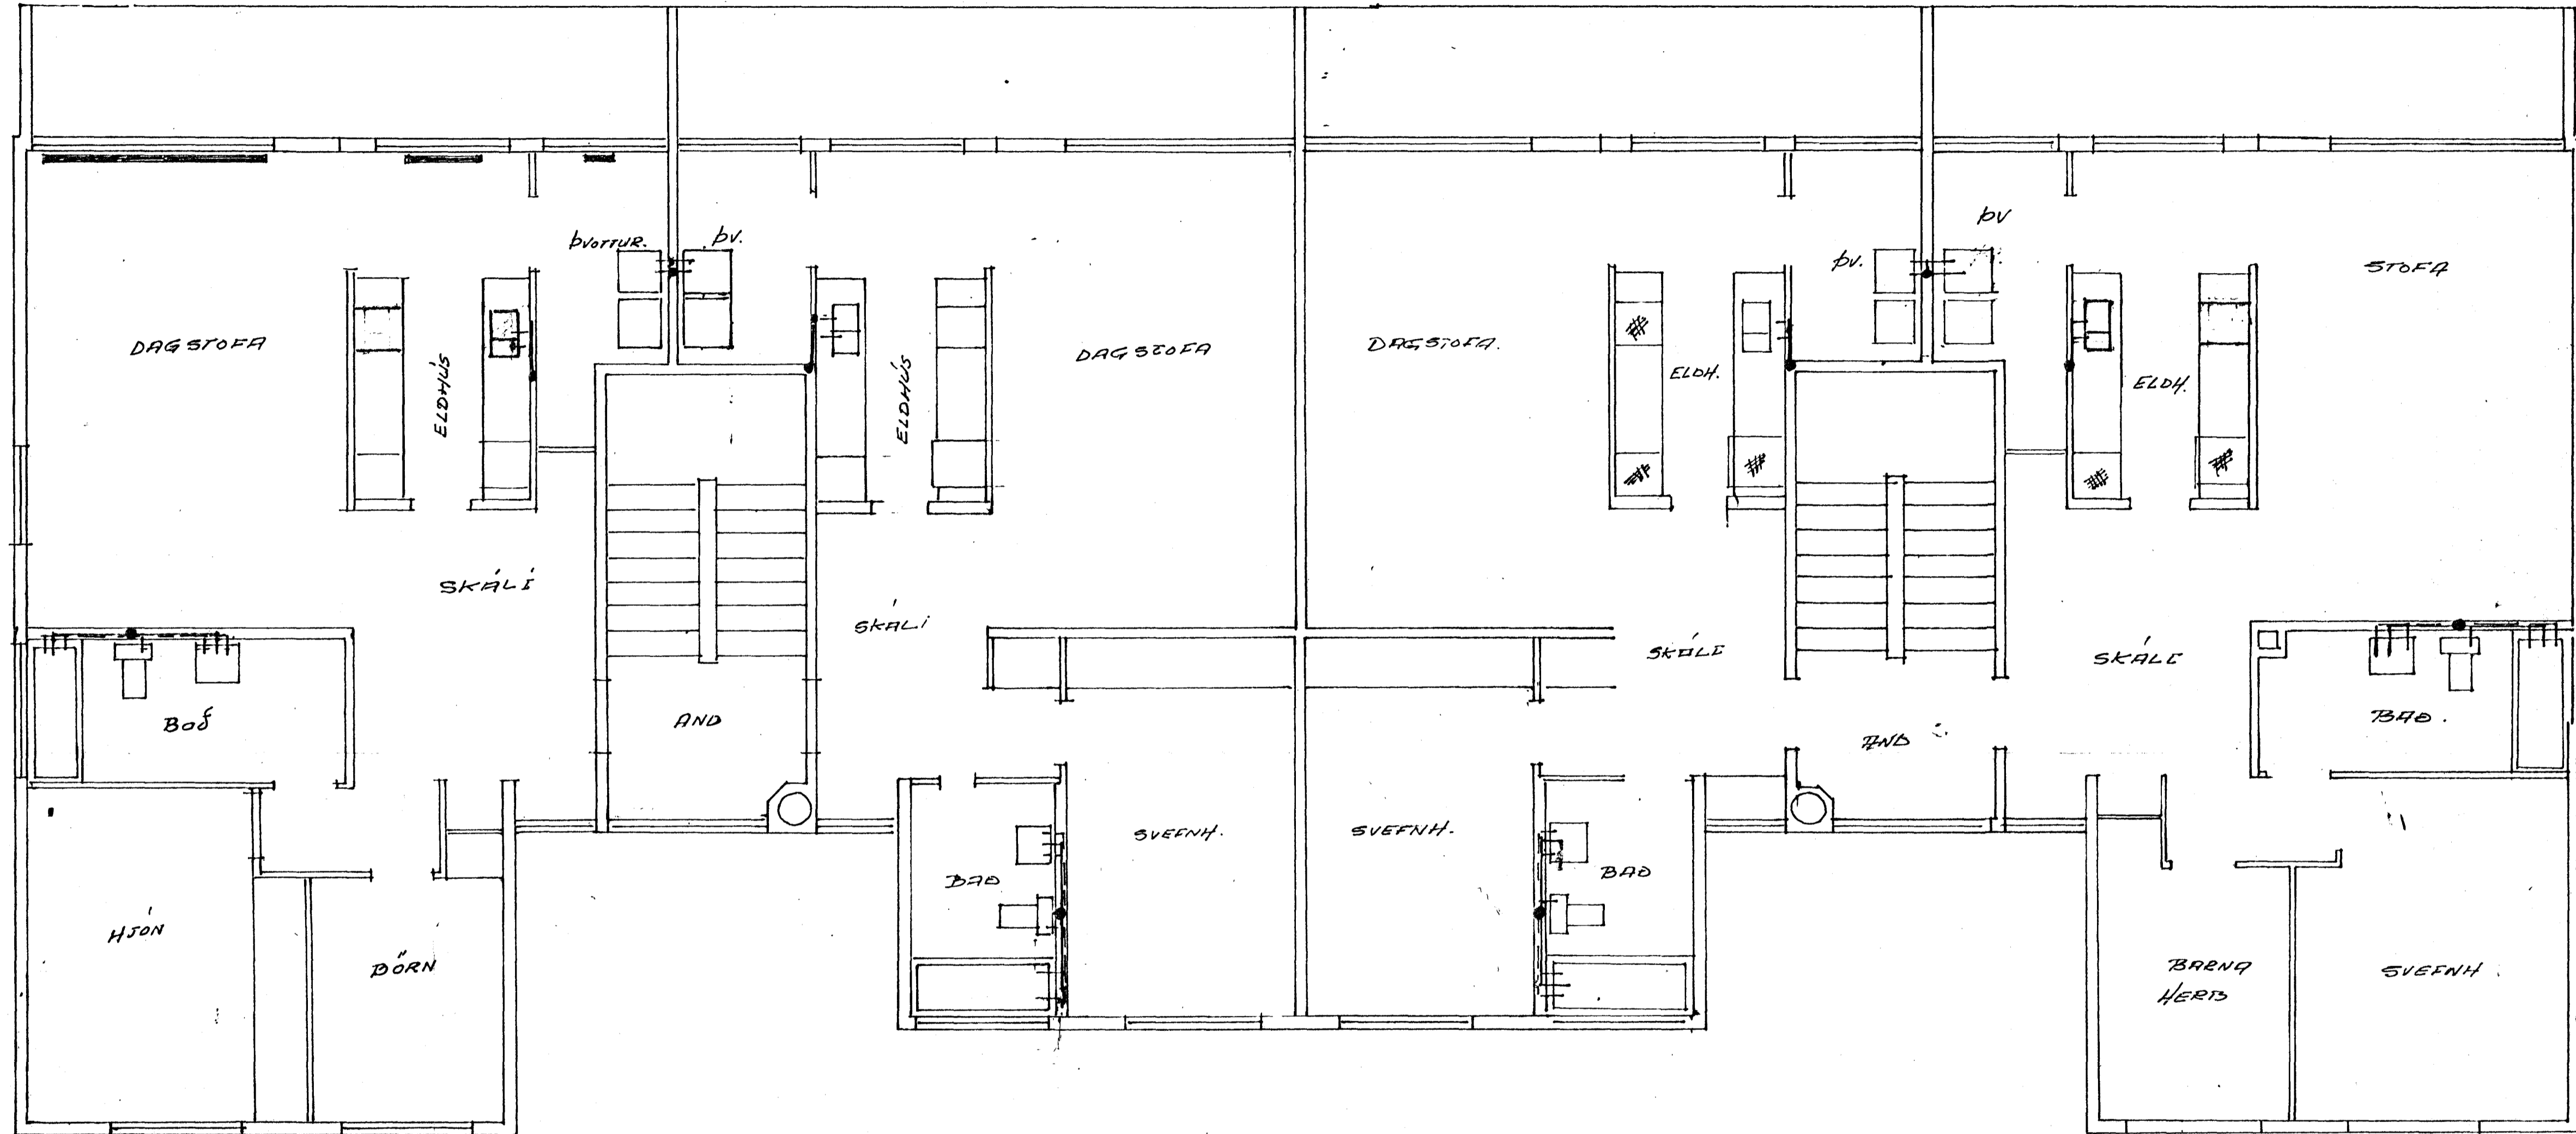 ÞVOTTUR.
ÞV.
ÞV.
ÞV
STOFA
DAGSTOFA
ELDHÚS
ELDHÚS
DAGSTOFA
DAGSTOFA.
ELDH.
ELDH.
SKÁLI
SKÁLI
SKÁLI
SKÁLI
BAÐ
AND
AND
BAÐ.
SVEFNH.
SVEFNH.
BAÐ
BAÐ
HJÓN
BÖRN
BARNA
HERB
SVEFNH.